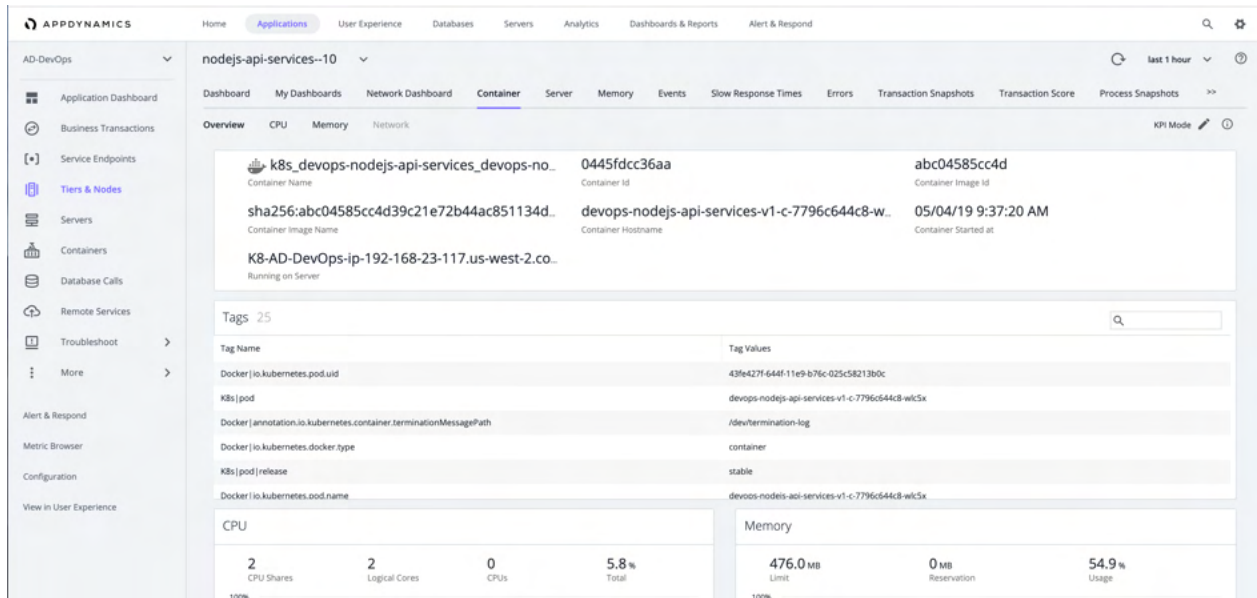 APPDYNAMICS
Home Applications User Experience Databases Servers Analytics Dashboards & Reports Alert & Respond
AD-DevOps
nodejs-api-services--10
last 1 hour
Application Dashboard
Business Transactions
Service Endpoints
Tiers & Nodes
Servers
Containers
Database Calls
Remote Services
Troubleshoot
More
Alert & Respond
Metric Browser
Configuration
View in User Experience
Dashboard My Dashboards Network Dashboard Container Server Memory Events Slow Response Times Errors Transaction Snapshots Transaction Score Process Snapshots >>
Overview CPU Memory Network
KPI Mode
k8s_devops-nodejs-api-services_devops-no...
Container Name
0445fdcc36aa
Container Id
abc04585cc4d
Container Image Id
sha256:abc04585cc4d39c21e72b44ac851134d...
Container Image Name
devops-nodejs-api-services-v1-c-7796c644c8-w...
Container Hostname
05/04/19 9:37:20 AM
Container Started at
K8-AD-DevOps-ip-192-168-23-117.us-west-2.co...
Running on Server
Tags 25
Tag Name Tag Values
Docker|io.kubernetes.pod.uid 43fe427f-644f-11e9-b76c-025c58213b0c
K8s|pod devops-nodejs-api-services-v1-c-7796c644c8-wlc5x
Docker|annotation.io.kubernetes.container.terminationMessagePath /dev/termination-log
Docker|io.kubernetes.docker.type container
K8s|pod|release stable
Docker|io.kubernetes.pod.name devops-nodejs-api-services-v1-c-7796c644c8-wlc5x
CPU
2
CPU Shares
2
Logical Cores
0
CPUs
5.8 %
Total
100%
Memory
476.0 MB
Limit
0 MB
Reservation
54.9 %
Usage
100%